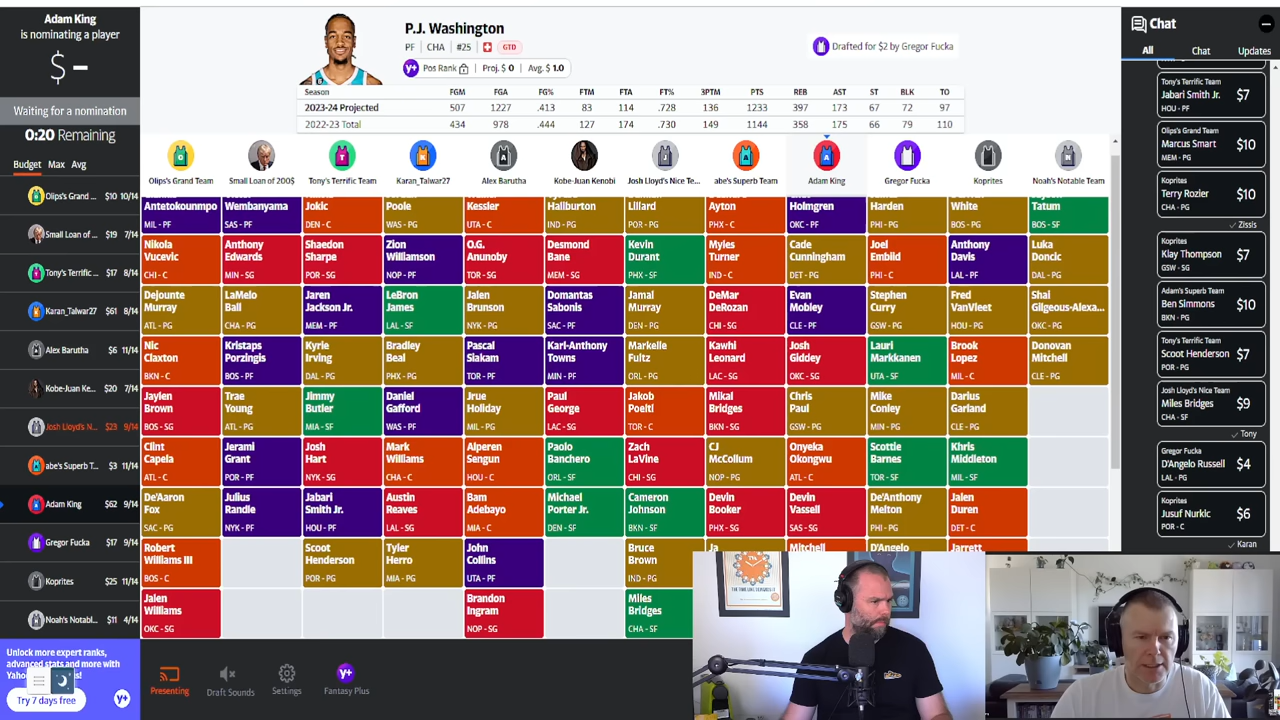 Adam King
is nominating a player
$ –
Waiting for a nomination
0:20 Remaining
Budget Max Avg
Olips's Grand ... $10 10/14
Small Loan of ... $19 7/14
Tony's Terrific ... $17 8/14
Karan_Talwar27 $61 8/14
Alex Barutha $6 11/14
Kobe-Juan Ke... $20 7/14
Josh Lloyd's N... $23 9/14
abe's Superb T... $3 11/14
Adam King $62 9/14
Gregor Fucka $17 9/14
Koprites $25 11/14
Noah's Notabl... $11 4/14
Unlock more expert ranks,
advanced stats and more with
Try 7 days free
y+
P.J. Washington
PF CHA #25 GTD
y+ Pos Rank Proj. $ 0 Avg. $ 1.0
Drafted for $2 by Gregor Fucka
Season FGM FGA FG% FTM FTA FT% 3PTM PTS REB AST ST BLK TO
2023-24 Projected 507 1227 .413 83 114 .728 136 1233 397 173 67 72 97
2022-23 Total 434 978 .444 127 174 .730 149 1144 358 175 66 79 110
Olips's Grand Team Small Loan of 200$ Tony's Terrific Team Karan_Talwar27 Alex Barutha Kobe-Juan Kenobi Josh Lloyd's Nice Te... abe's Superb Team Adam King Gregor Fucka Koprites Noah's Notable Team
Antetokounmpo Wembanyama Jokic Poole Kessler Haliburton Lillard Ayton Holmgren Harden White Tatum
MIL - PF SAS - PF DEN - C WAS - PG UTA - C IND - PG POR - PG PHX - C OKC - PF PHI - PG BOS - PG BOS - SF
Nikola Anthony Shaedon Zion O.G. Desmond Kevin Myles Cade Joel Anthony Luka
Vucevic Edwards Sharpe Williamson Anunoby Bane Durant Turner Cunningham Embiid Davis Doncic
CHI - C MIN - SG POR - SG NOP - PF TOR - SG MEM - SG PHX - SF IND - C DET - PG PHI - C LAL - PF DAL - PG
Dejounte LaMelo Jaren LeBron Jalen Domantas Jamal DeMar Evan Stephen Fred Shai
Murray Ball Jackson Jr. James Brunson Sabonis Murray DeRozan Mobley Curry VanVleet Gilgeous-Alexa...
ATL - PG CHA - PG MEM - PF LAL - SF NYK - PG SAC - PF DEN - PG CHI - SG CLE - PF GSW - PG HOU - PG OKC - PG
Nic Kristaps Kyrie Bradley Pascal Karl-Anthony Markelle Kawhi Josh Lauri Brook Donovan
Claxton Porzingis Irving Beal Siakam Towns Fultz Leonard Giddey Markkanen Lopez Mitchell
BKN - C BOS - PF DAL - PG PHX - PG TOR - PF MIN - PF ORL - PG LAC - SG OKC - SG UTA - SF MIL - C CLE - PG
Jaylen Trae Jimmy Daniel Jrue Paul Jakob Mikal Chris Mike Darius
Brown Young Butler Gafford Holiday George Poeltl Bridges Paul Conley Garland
BOS - SG ATL - PG MIA - SF WAS - PF MIL - PG LAC - SG TOR - C BKN - SG GSW - PG MIN - PG CLE - PG
Clint Jerami Josh Mark Alperen Paolo Zach CJ Onyeka Scottie Khris
Capela Grant Hart Williams Sengun Banchero LaVine McCollum Okongwu Barnes Middleton
ATL - C POR - PF NYK - SG CHA - C HOU - C ORL - SF CHI - SG NOP - PG ATL - C TOR - SF MIL - SF
De'Aaron Julius Jabari Austin Bam Michael Cameron Devin Devin De'Anthony Jalen
Fox Randle Smith Jr. Reaves Adebayo Porter Jr. Johnson Booker Vassell Melton Duren
SAC - PG NYK - PF HOU - PF LAL - SG MIA - C DEN - SF BKN - SF PHX - SG SAS - SG PHI - PG DET - C
Robert Scoot Tyler John Bruce Ja Mitchell D'Angelo Jarrett
Williams III Henderson Herro Collins Brown
BOS - C POR - PG MIA - PG UTA - PF IND - PG
Jalen Brandon Miles
Williams Ingram Bridges
OKC - SG NOP - SG CHA - SF
Presenting Draft Sounds Settings Fantasy Plus
Chat
All Chat Updates
Tony's Terrific Team
Jabari Smith Jr. $7
HOU - PF
Olips's Grand Team
Marcus Smart $10
MEM - PG
Koprites
Terry Rozier $10
CHA - PG
Zissis
Koprites
Klay Thompson $7
GSW - SG
Adam's Superb Team
Ben Simmons $10
BKN - PG
Tony's Terrific Team
Scoot Henderson $7
POR - PG
Josh Lloyd's Nice Team
Miles Bridges $9
CHA - SF
Tony
Gregor Fucka
D'Angelo Russell $4
LAL - PG
Koprites
Jusuf Nurkic $6
POR - C
Karan